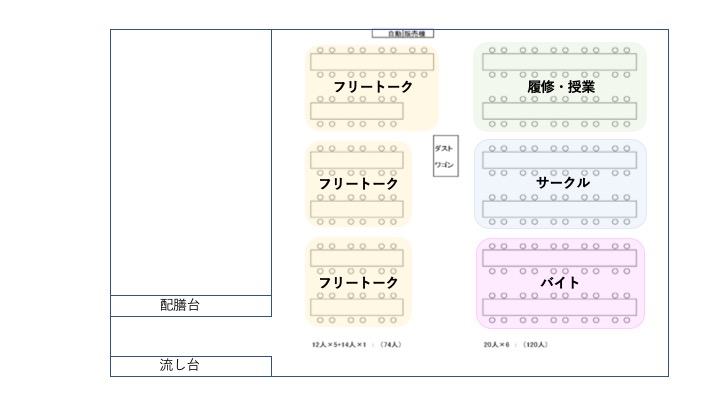 自動販売機
フリートーク
履修・授業
ダスト
ワゴン
フリートーク
サークル
フリートーク
バイト
配膳台
12人×5+14人×1 : (74人)
20人×6 : (120人)
流し台